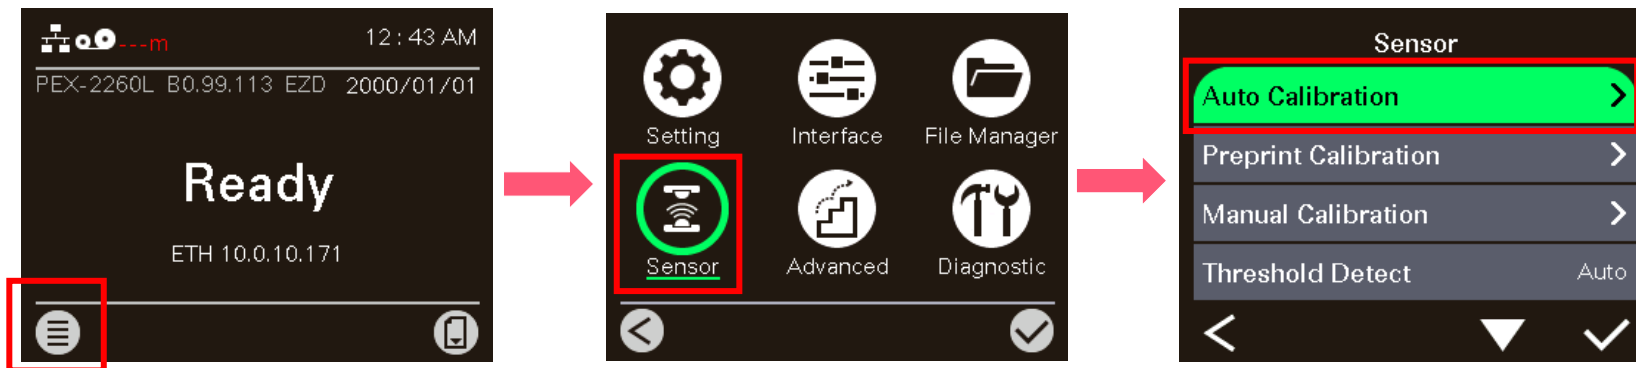 ---m 12:43 AM
PEX-2260L B0.99.113 EZD 2000/01/01
Ready
ETH 10.0.10.171
Setting Interface File Manager
Sensor Advanced Diagnostic
Sensor
Auto Calibration
Preprint Calibration
Manual Calibration
Threshold Detect Auto